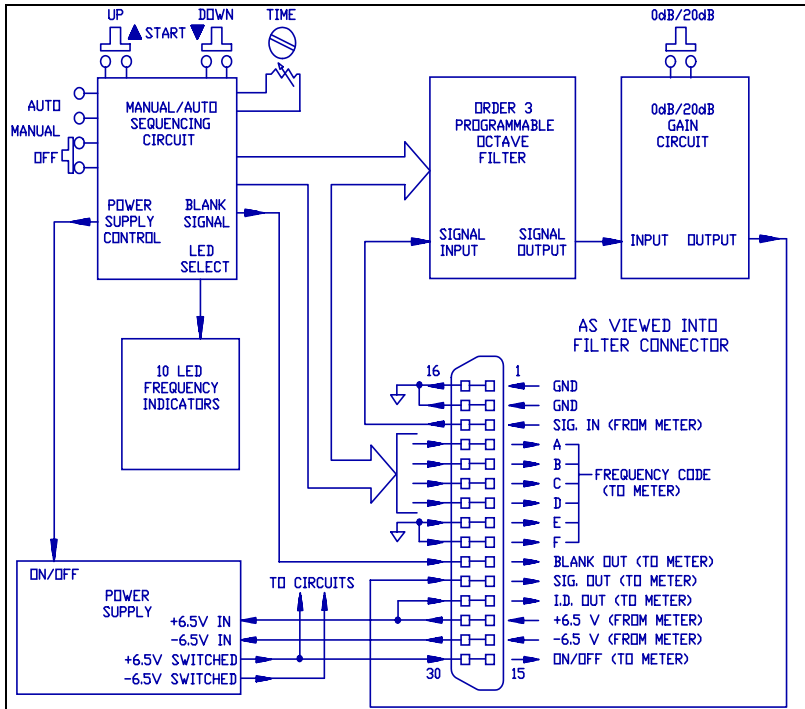 UP
START
DOWN
TIME
0dB/20dB
AUTO
MANUAL
OFF
MANUAL/AUTO
SEQUENCING
CIRCUIT
POWER
SUPPLY
CONTROL
BLANK
SIGNAL
LED
SELECT
ORDER 3
PROGRAMMABLE
OCTAVE
FILTER
SIGNAL
INPUT
SIGNAL
OUTPUT
0dB/20dB
GAIN
CIRCUIT
INPUT
OUTPUT
10 LED
FREQUENCY
INDICATORS
AS VIEWED INTO
FILTER CONNECTOR
16
1
GND
GND
SIG. IN (FROM METER)
A
B
C
D
E
F
FREQUENCY CODE
(TO METER)
BLANK OUT (TO METER)
SIG. OUT (TO METER)
I.D. OUT (TO METER)
+6.5 V (FROM METER)
-6.5 V (FROM METER)
ON/OFF (TO METER)
30
15
TO CIRCUITS
ON/OFF
POWER
SUPPLY
+6.5V IN
-6.5V IN
+6.5V SWITCHED
-6.5V SWITCHED